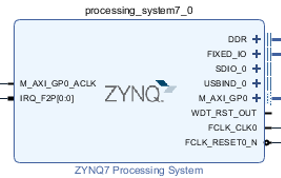 processing_system7_0
DDR
FIXED_IO
SDIO_0
USBIND_0
M_AXI_GP0
WDT_RST_OUT
FCLK_CLK0
FCLK_RESET0_N
M_AXI_GP0_ACLK
IRQ_F2P[0:0]
ZYNQ
ZYNQ7 Processing System